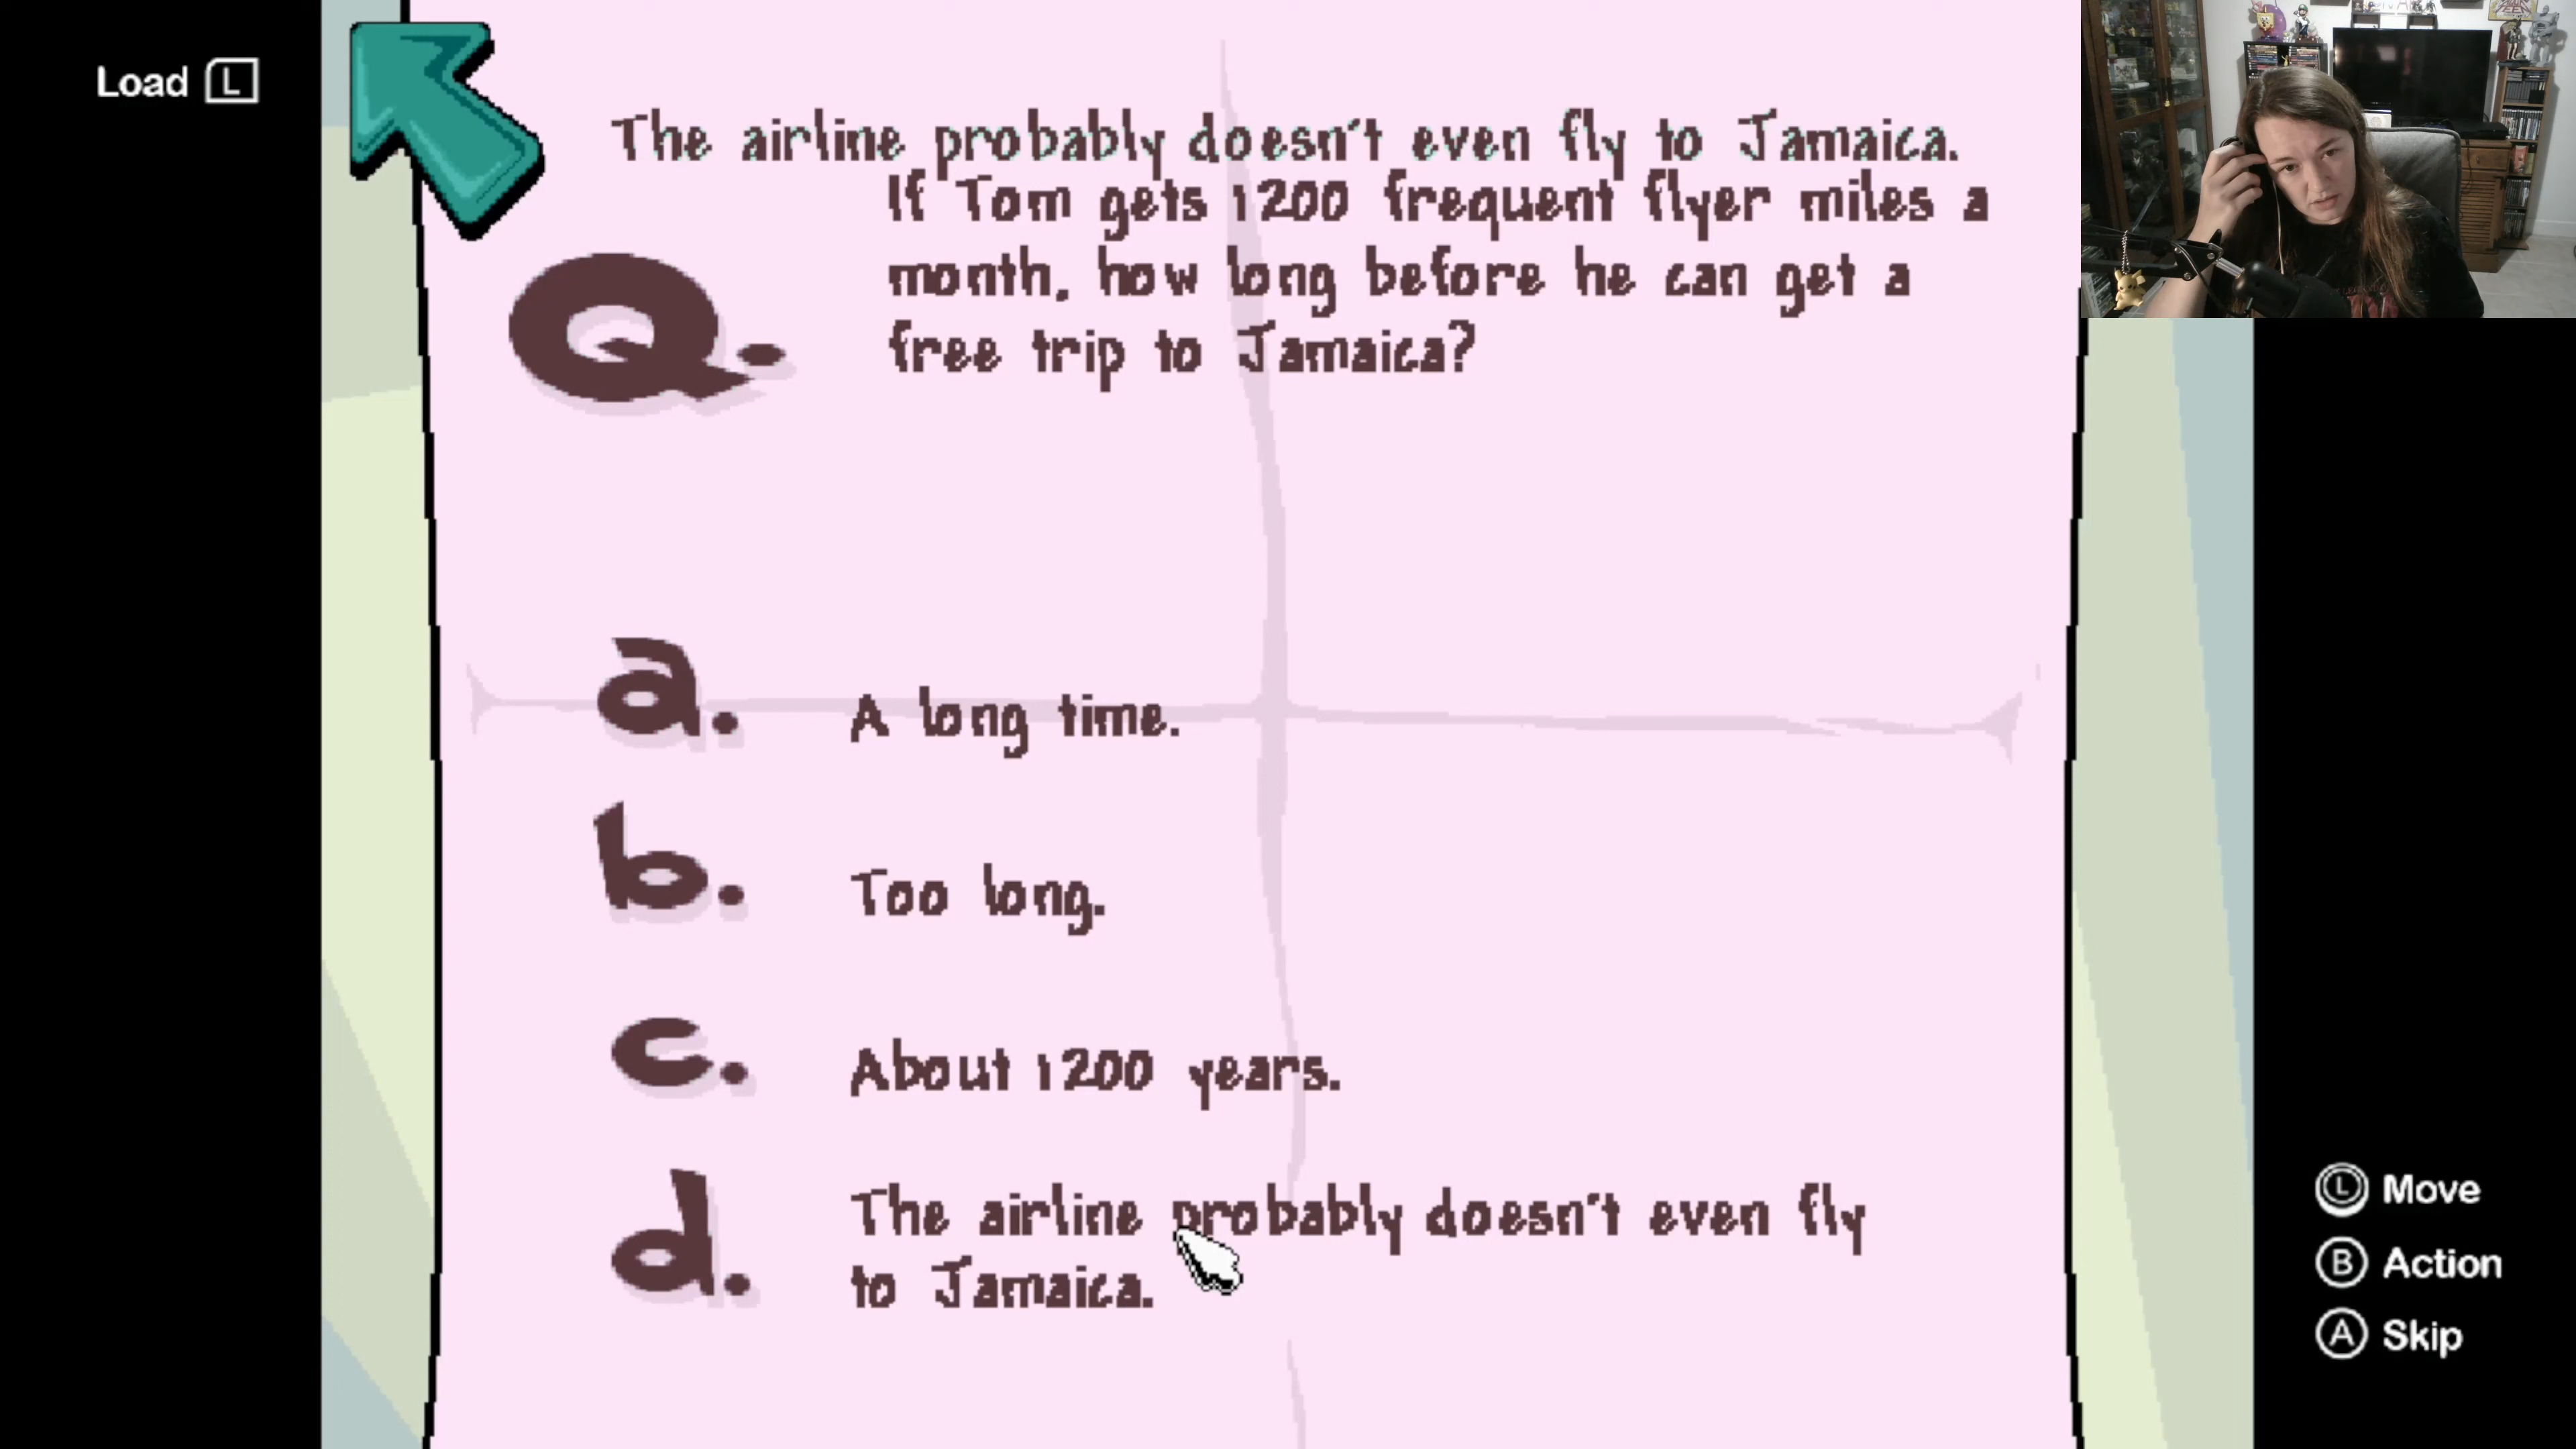 Load L
The airline probably doesn't even fly to Jamaica.
If Tom gets 1200 frequent flyer miles a
month, how long before he can get a
free trip to Jamaica?
Q.
a. A long time.
b. Too long.
c. About 1200 years.
d. The airline probably doesn't even fly
to Jamaica.
L Move
B Action
A Skip